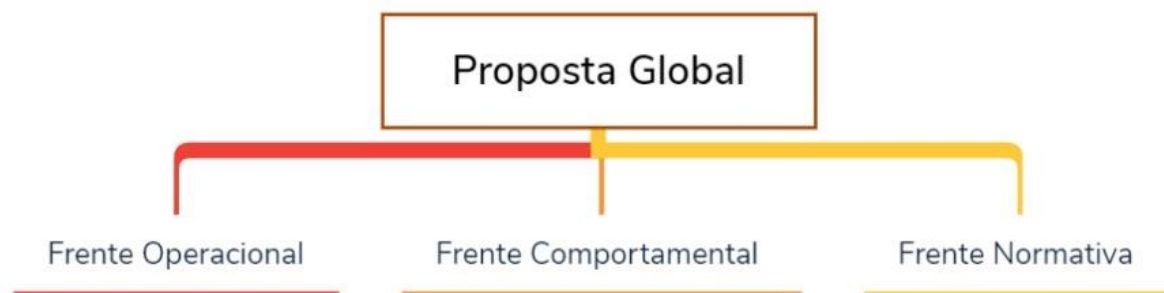 Proposta Global
Frente Operacional
Frente Comportamental
Frente Normativa